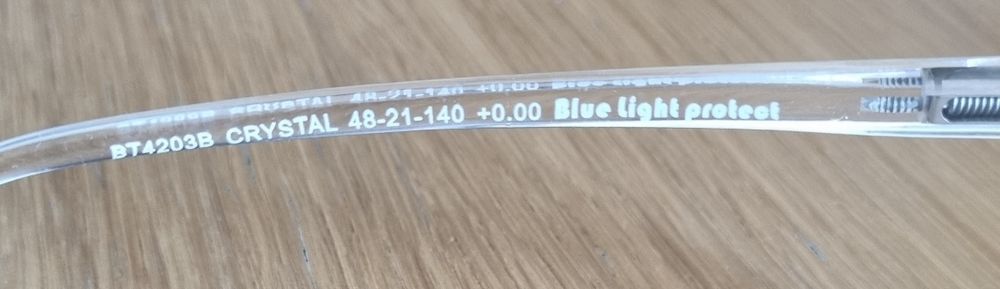 BT4203B CRYSTAL 48-21-140 +0.00 Blue Light protect